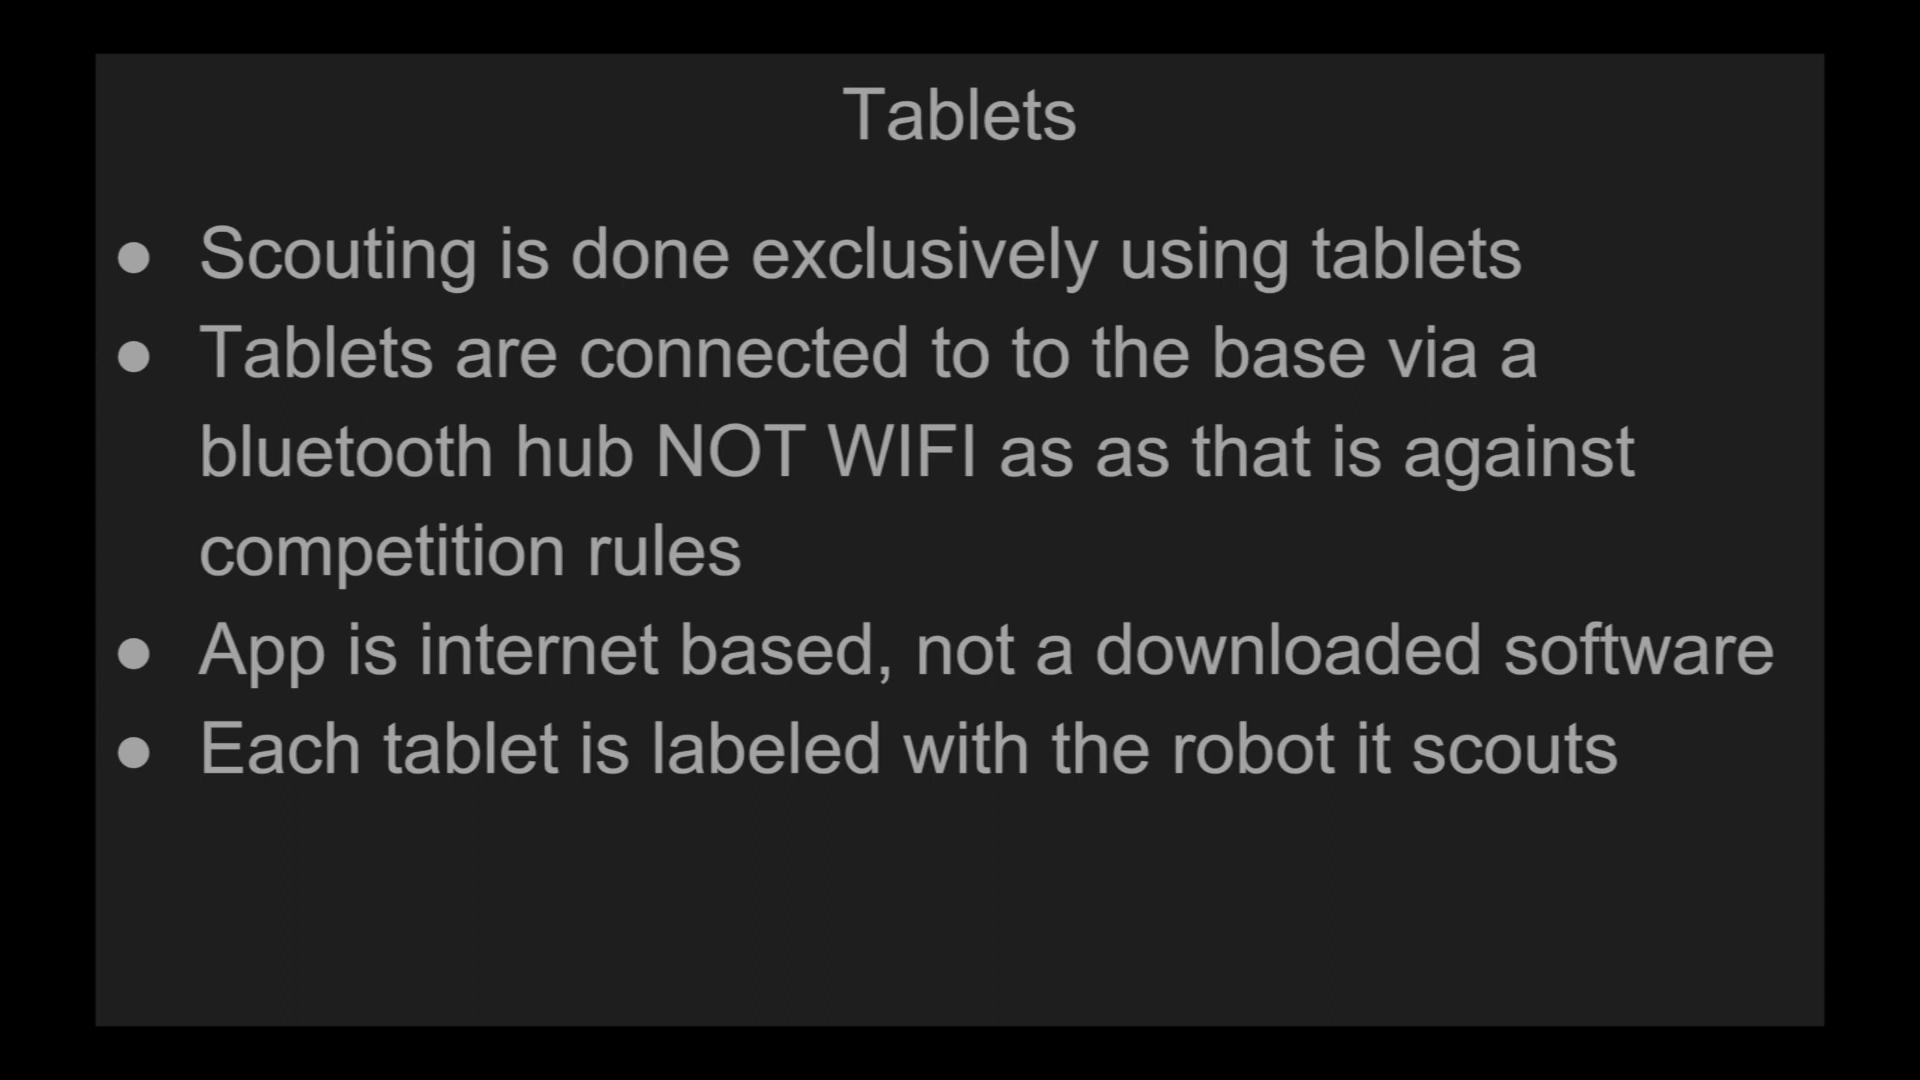 Tablets
● Scouting is done exclusively using tablets
● Tablets are connected to to the base via a
bluetooth hub NOT WIFI as as that is against
competition rules
● App is internet based, not a downloaded software
● Each tablet is labeled with the robot it scouts